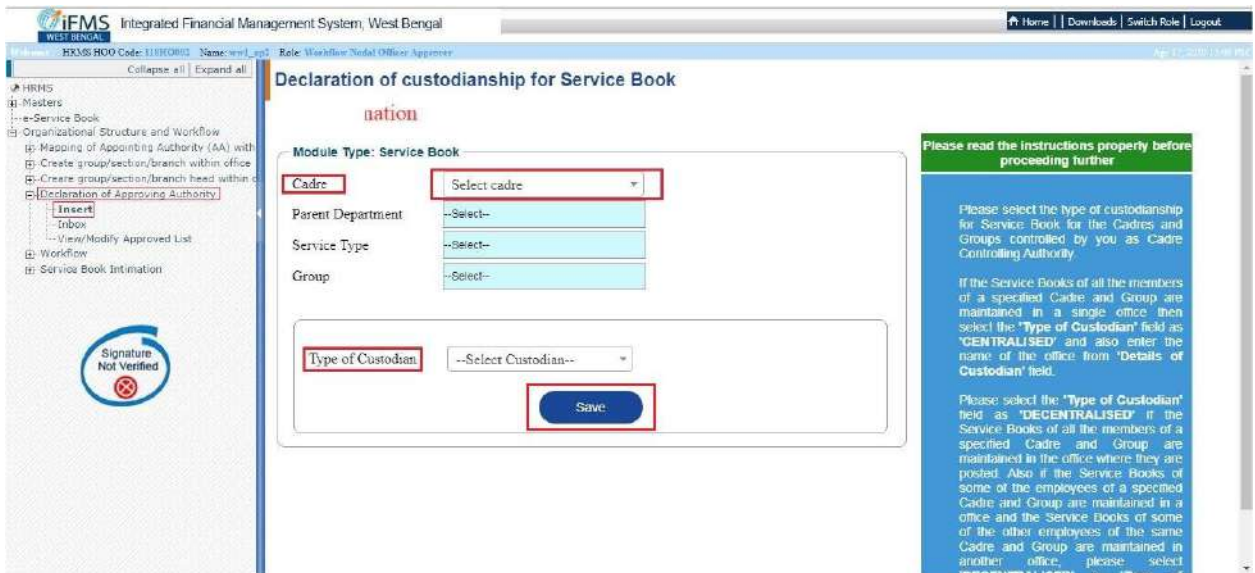 iFMS
WEST BENGAL
Integrated Financial Management System, West Bengal
Home || Downloads | Switch Role | Logout
HRMS HOO Code: Name: Role: Workflow Nodal Officer Approver
Collapse all | Expand all
HRMS
Masters
e-Service Book
Organizational Structure and Workflow
Mapping of Appointing Authority (AA) with
Create group/section/branch within office
Create group/section/branch head within o
Declaration of Approving Authority
Insert
Inbox
View/Modify Approved List
Workflow
Service Book Intimation
Signature
Not Verified
Declaration of custodianship for Service Book
nation
Module Type: Service Book
Cadre
Select cadre
Parent Department
--Select--
Service Type
--Select--
Group
--Select--
Type of Custodian
--Select Custodian--
Save
Please read the instructions properly before
proceeding further
Please select the type of custodianship
for Service Book for the Cadres and
Groups controlled by you as Cadre
Controlling Authority.
If the Service Books of all the members
of a specified Cadre and Group are
maintained in a single office then
select the "Type of Custodian" field as
'CENTRALISED' and also enter the
name of the office from 'Details of
Custodian' field.
Please select the "Type of Custodian"
field as 'DECENTRALISED' if the
Service Books of all the members of a
specified Cadre and Group are
maintained in the office where they are
posted. Also if the Service Books of
some of the employees of a specified
Cadre and Group are maintained in a
office and the Service Books of some
of the other employees of the same
Cadre and Group are maintained in
another office, please select